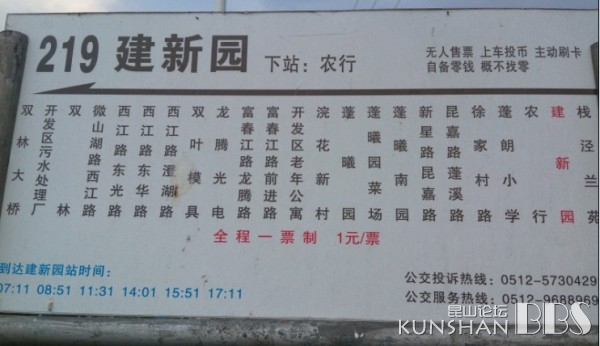 219 建新园 下站：农行
无人售票 上车投币 主动刷卡
自备零钱 概不找零
双林大桥
开发区污水处理厂
双林
微山湖路西江路
西江路东光路
西江路东华路
西江路澄湖路
双叶模具
龙腾光电
富春江路龙腾路
富春江路前进路
开发区老年公寓
浣花新村
蓬曦园
蓬曦园菜场
蓬曦南园
新星路昆嘉路
昆嘉路蓬溪路
徐家村
蓬朗小学
农行
建新园
栈泾兰苑
全程一票制 1元/票
到达建新园站时间：
07:11 08:51 11:31 14:01 15:51 17:11
公交投诉热线：0512-5730429
公交服务热线：0512-9688969
昆山论坛
KUNSHAN BBS